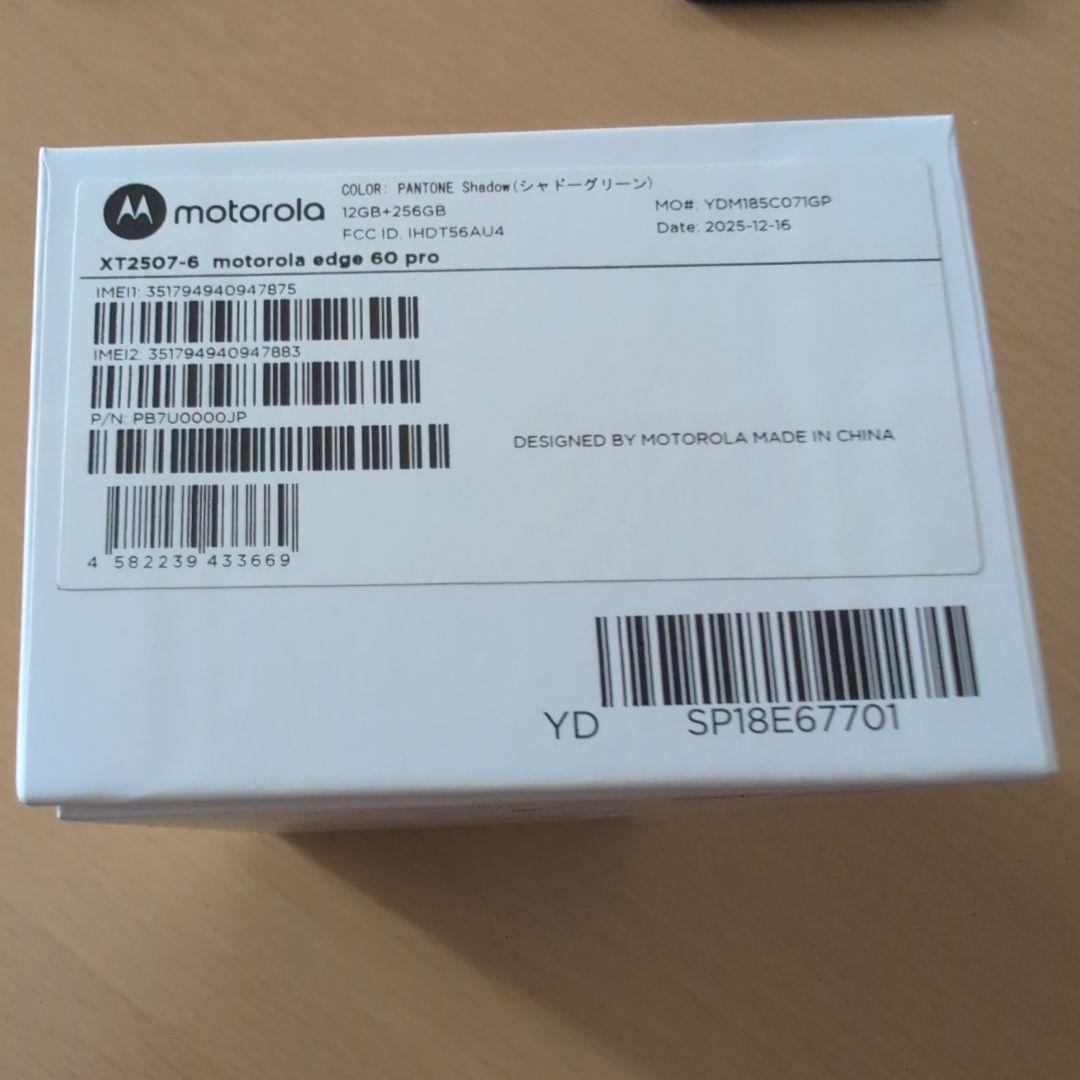 motorola
COLOR: PANTONE Shadow(シャドーグリーン)
12GB+256GB
FCC ID. IHDT56AU4
MO#. YDM185C071GP
Date: 2025-12-16
XT2507-6 motorola edge 60 pro
IMEI1: 351794940947875
IMEI2: 351794940947883
P/N: PB7U0000JP
DESIGNED BY MOTOROLA MADE IN CHINA
4 582239 433669
YD SP18E67701